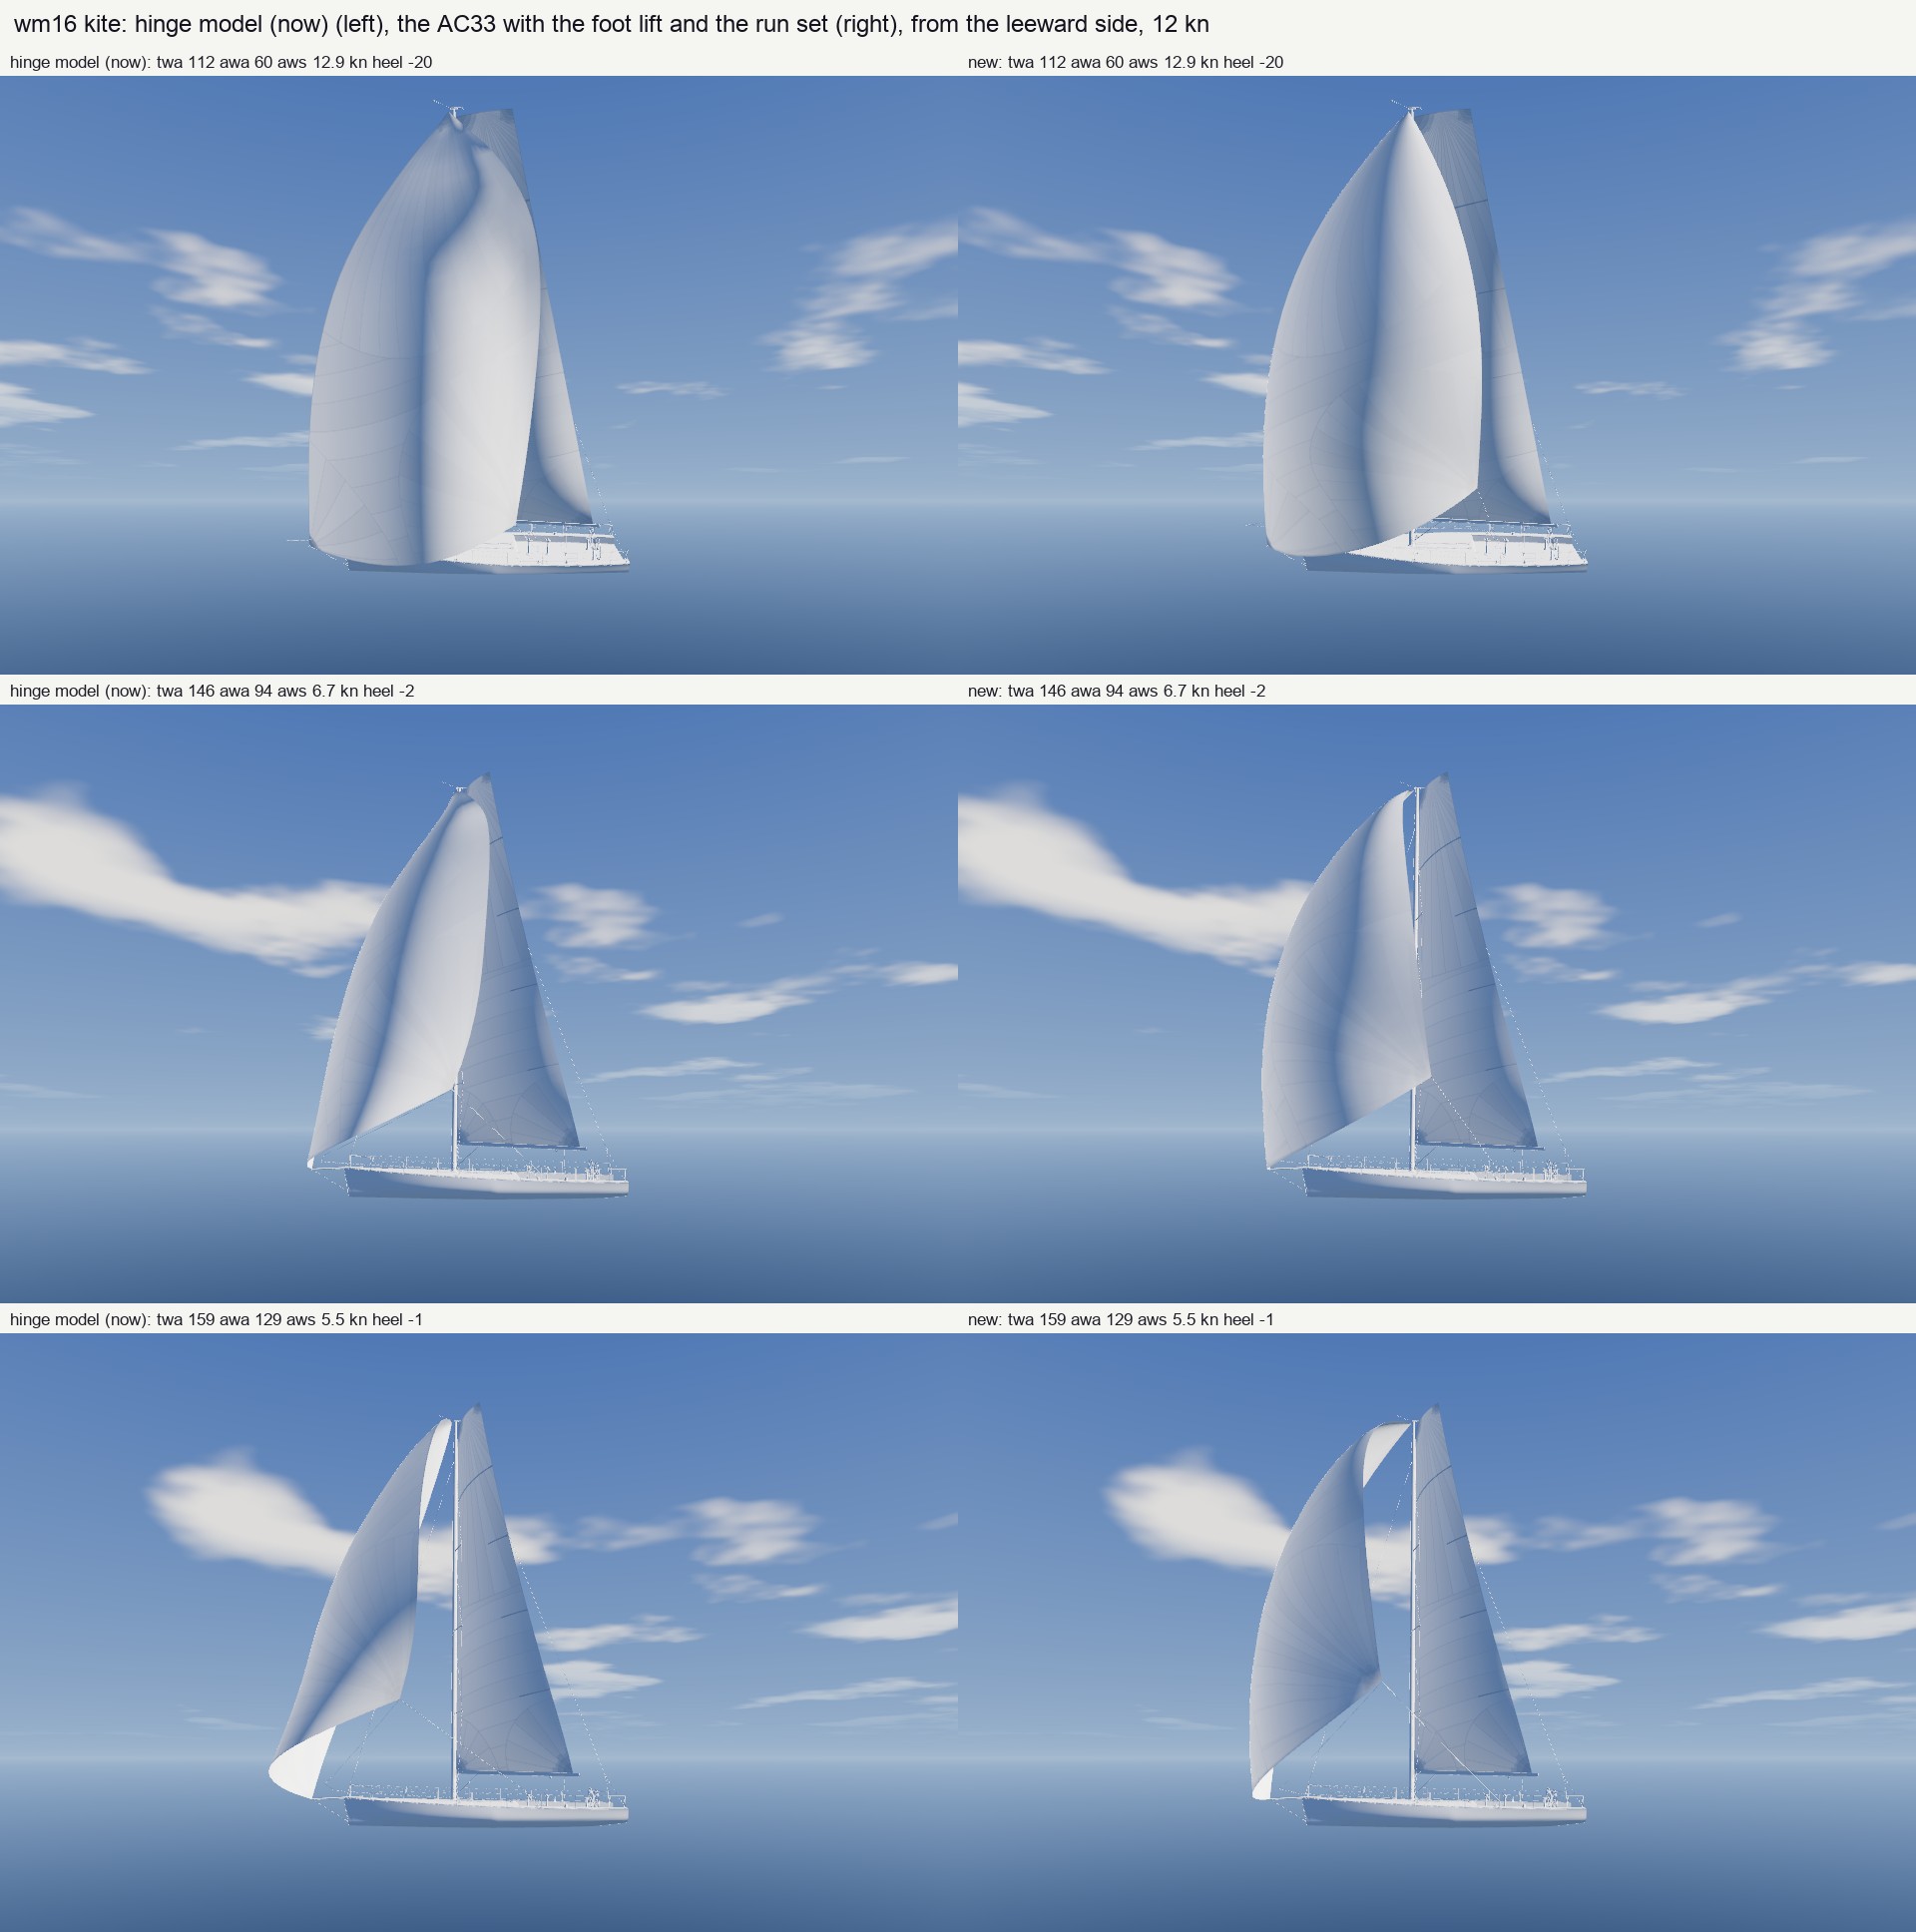 wm16 kite: hinge model (now) (left), the AC33 with the foot lift and the run set (right), from the leeward side, 12 kn
hinge model (now): twa 112 awa 60 aws 12.9 kn heel -20
new: twa 112 awa 60 aws 12.9 kn heel -20
hinge model (now): twa 146 awa 94 aws 6.7 kn heel -2
new: twa 146 awa 94 aws 6.7 kn heel -2
hinge model (now): twa 159 awa 129 aws 5.5 kn heel -1
new: twa 159 awa 129 aws 5.5 kn heel -1